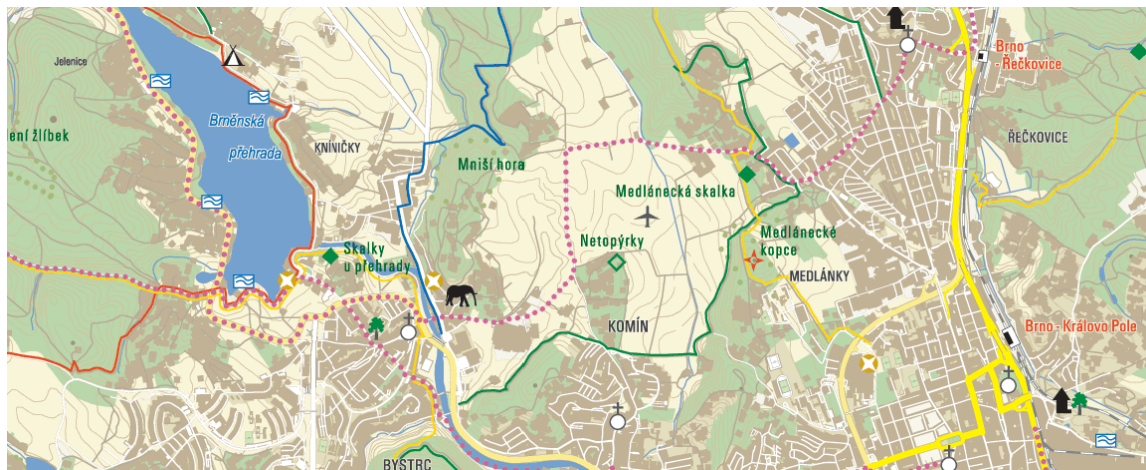 Jelenice
ení žlíbek
Brněnská
přehrada
KNÍNIČKY
Mniší hora
Skalky
u přehrady
Medlánecká skalka
Netopýrky
Medlánecké
kopce
MEDLÁNKY
KOMÍN
BYSTRC
Brno
- Řečkovice
ŘEČKOVICE
Brno - Královo Pole